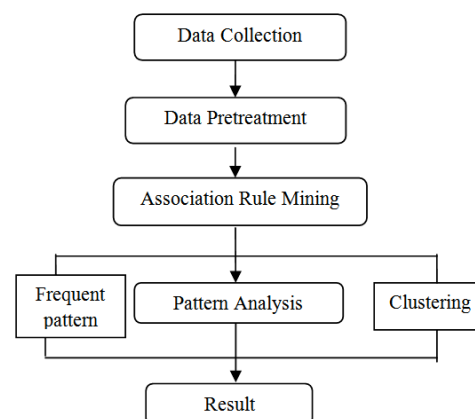 Data Collection
Data Pretreatment
Association Rule Mining
Frequent
pattern
Pattern Analysis
Clustering
Result